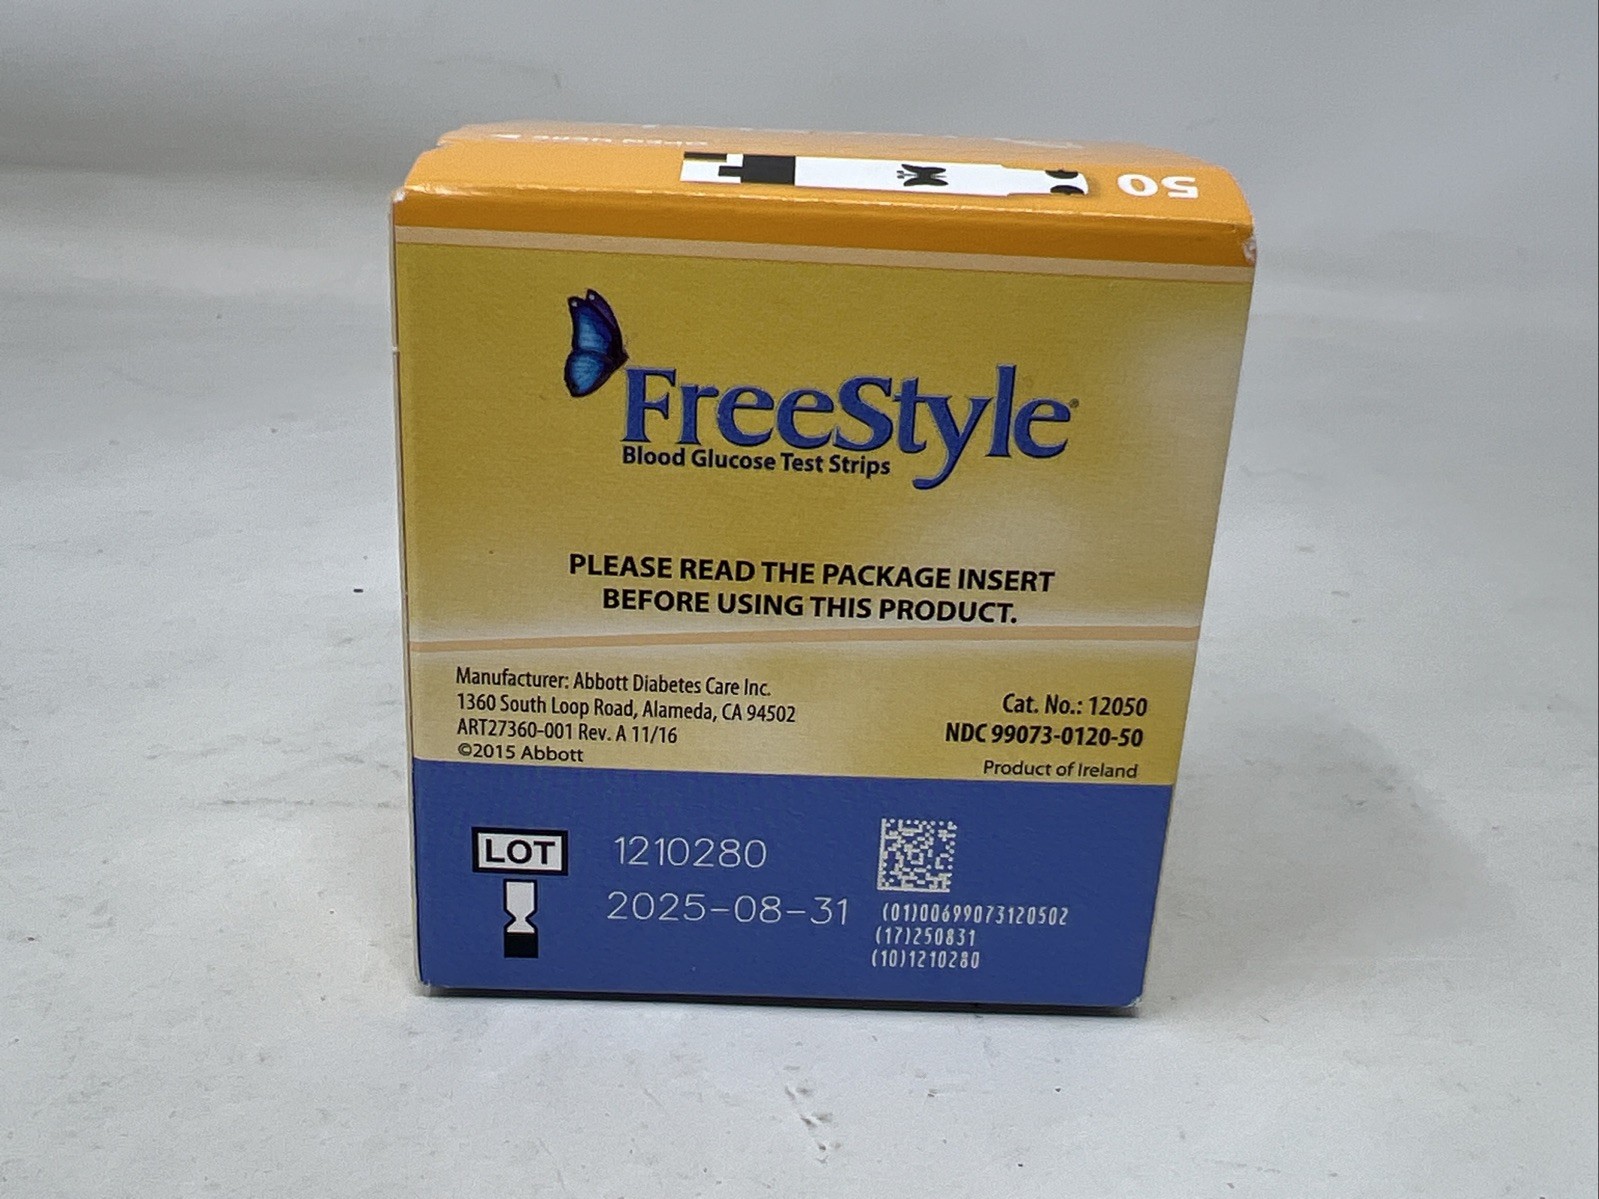 50
FreeStyle®
Blood Glucose Test Strips
PLEASE READ THE PACKAGE INSERT
BEFORE USING THIS PRODUCT.
Manufacturer: Abbott Diabetes Care Inc.
1360 South Loop Road, Alameda, CA 94502
ART27360-001 Rev. A 11/16
©2015 Abbott
Cat. No.: 12050
NDC 99073-0120-50
Product of Ireland
LOT 1210280
2025-08-31
(01)00699073120502
(17)250831
(10)1210280